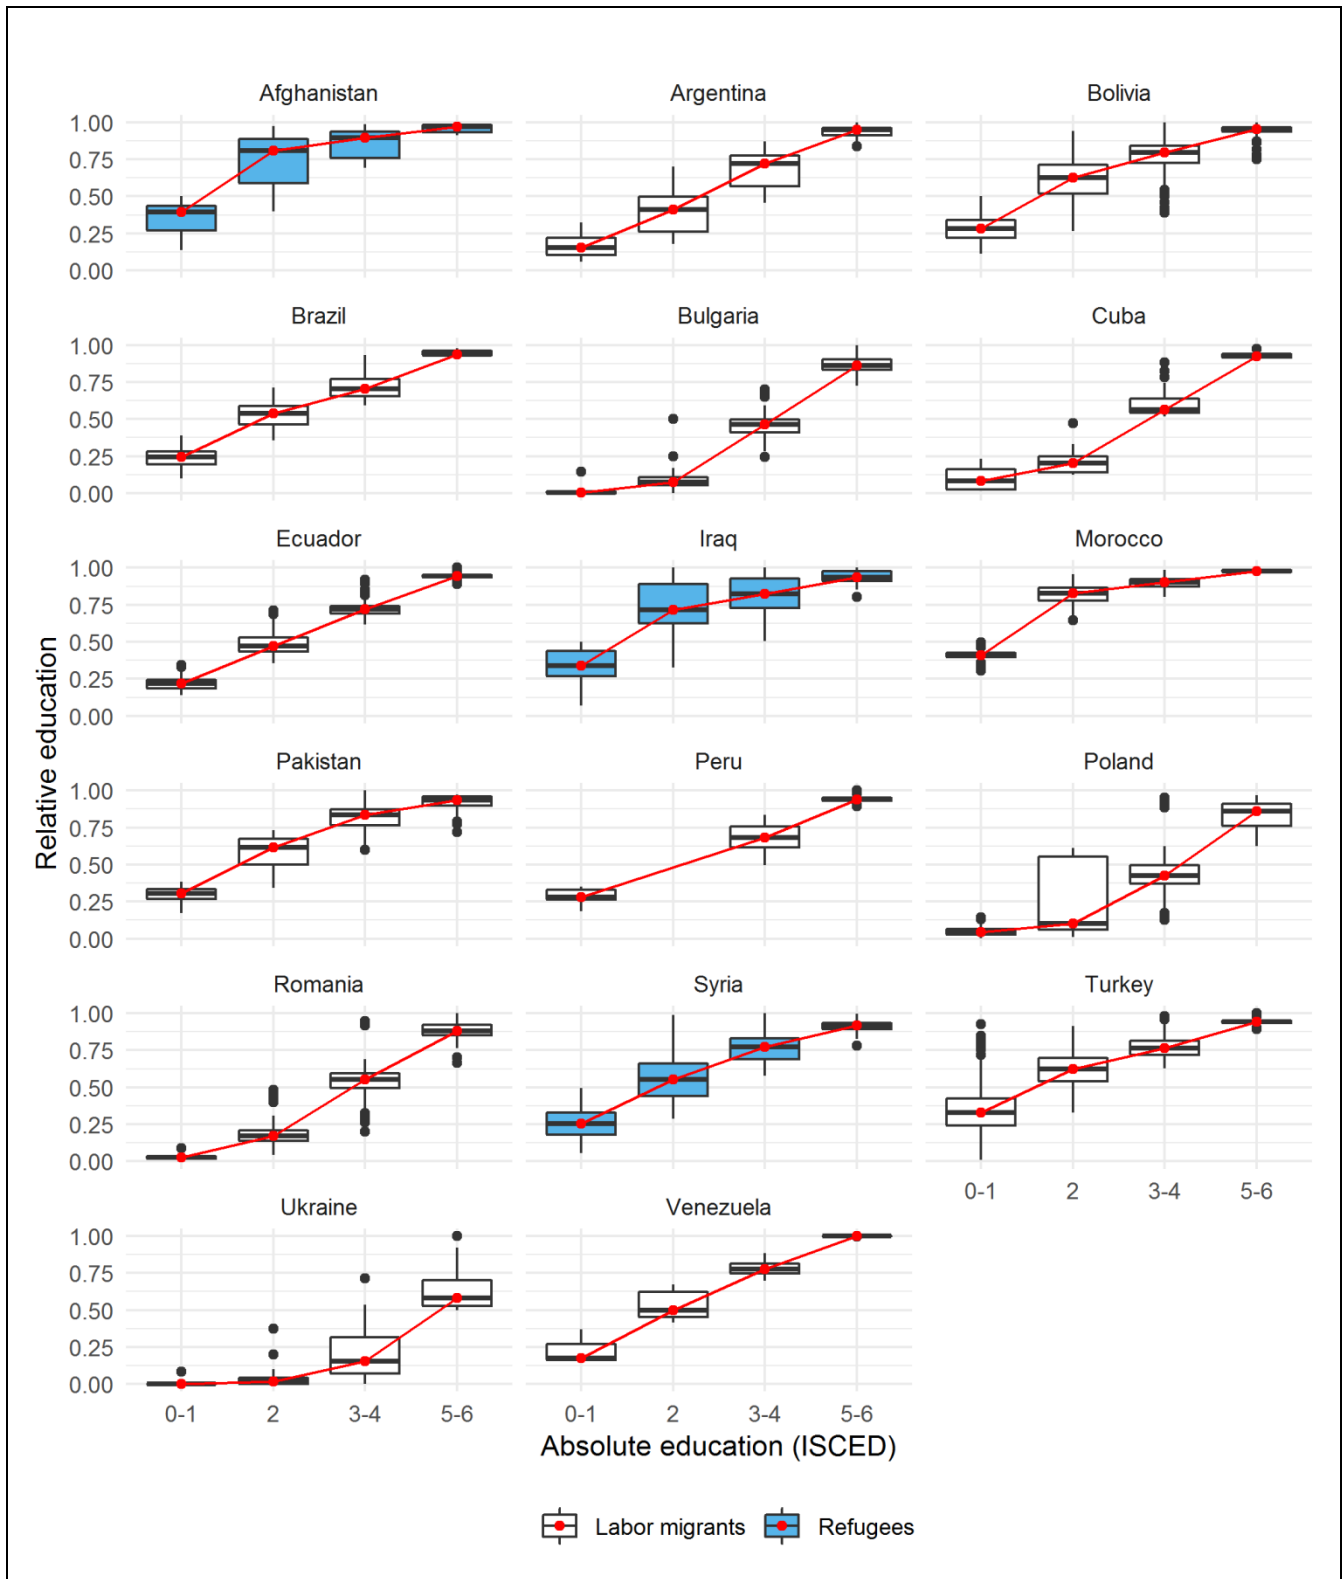 Afghanistan Argentina Bolivia
1.00
0.75
0.50
0.25
0.00
Brazil Bulgaria Cuba
1.00
0.75
0.50
0.25
0.00
Ecuador Iraq Morocco
1.00
0.75
0.50
0.25
0.00
Relative education
Pakistan Peru Poland
1.00
0.75
0.50
0.25
0.00
Romania Syria Turkey
1.00
0.75
0.50
0.25
0.00
0-1 2 3-4 5-6
Ukraine Venezuela
1.00
0.75
0.50
0.25
0.00
0-1 2 3-4 5-6 0-1 2 3-4 5-6
Absolute education (ISCED)
Labor migrants Refugees